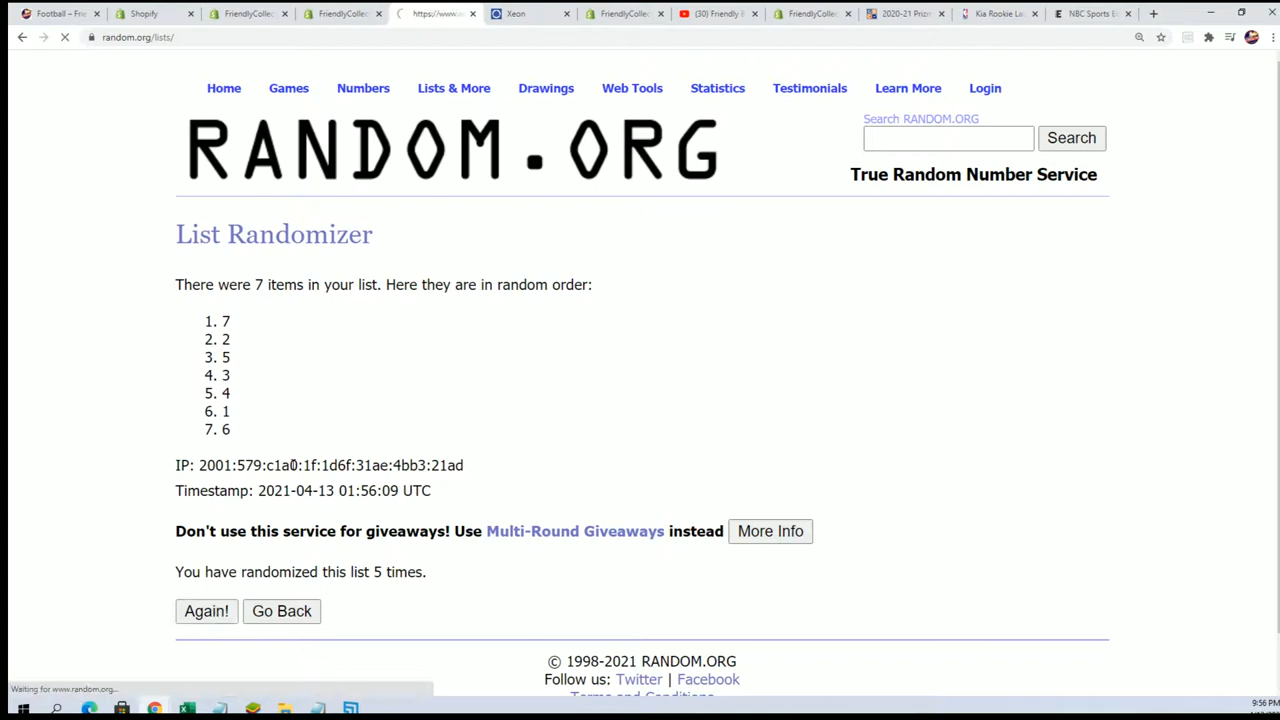 Football – Frie
Shopify
FriendlyCollec
FriendlyCollec
https://www.
Xeon
FriendlyCollec
(30) Friendly
FriendlyCollec
2020-21 Prizm
Kia Rookie La
NBC Sports E
random.org/lists/
Home Games Numbers Lists & More Drawings Web Tools Statistics Testimonials Learn More Login
RANDOM.ORG
Search RANDOM.ORG
Search
True Random Number Service
List Randomizer
There were 7 items in your list. Here they are in random order:
1. 7
2. 2
3. 5
4. 3
5. 4
6. 1
7. 6
IP: 2001:579:c1a0:1f:1d6f:31ae:4bb3:21ad
Timestamp: 2021-04-13 01:56:09 UTC
Don't use this service for giveaways! Use Multi-Round Giveaways instead More Info
You have randomized this list 5 times.
Again! Go Back
© 1998-2021 RANDOM.ORG
Follow us: Twitter | Facebook
Terms and Conditions
Waiting for www.random.org...
9:56 PM